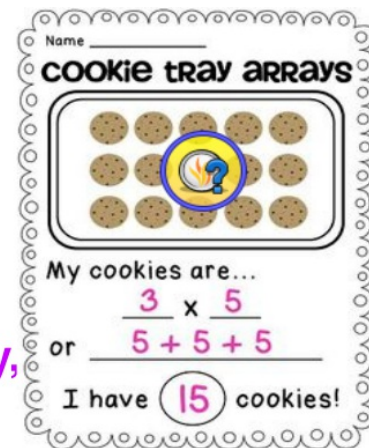 Name
COOKIE TRAY ARRAYS
?
My cookies are...
3 x 5
y, or 5 + 5 + 5
I have 15 cookies!